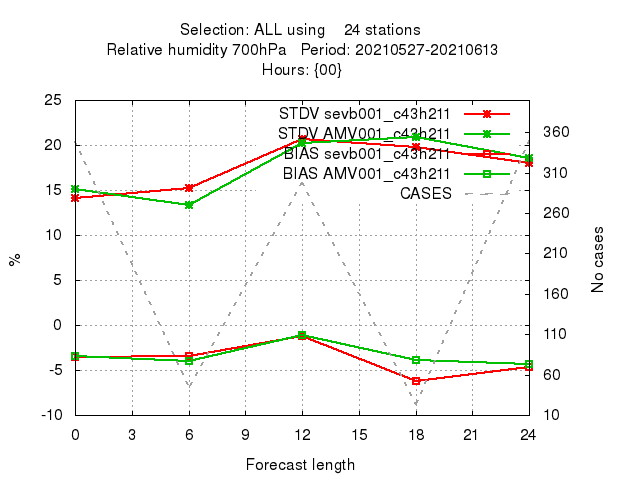 Selection: ALL using 24 stations
Relative humidity 700hPa Period: 20210527-20210613
Hours: {00}
STDV sevb001_c43h211
STDV AMV001_c43h211
BIAS sevb001_c43h211
BIAS AMV001_c43h211
CASES
25
20
15
10
5
0
-5
-10
%
360
310
260
210
160
110
60
10
No cases
0 3 6 9 12 15 18 21 24
Forecast length